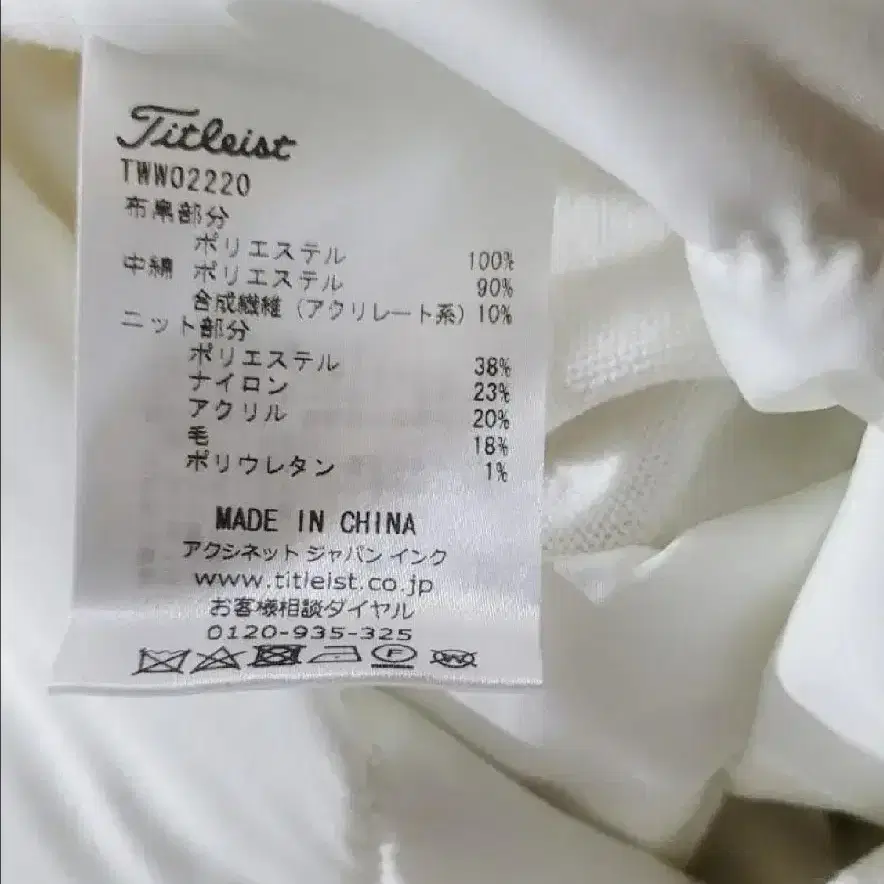 Titleist
TWW02220
布帛部分
ポリエステル 100%
中綿 ポリエステル 90%
合成繊維（アクリレート系）10%
ニット部分
ポリエステル 38%
ナイロン 23%
アクリル 20%
毛 18%
ポリウレタン 1%
MADE IN CHINA
アクシネット ジャパン インク
www.titleist.co.jp
お客様相談ダイヤル
0120-935-325
F W